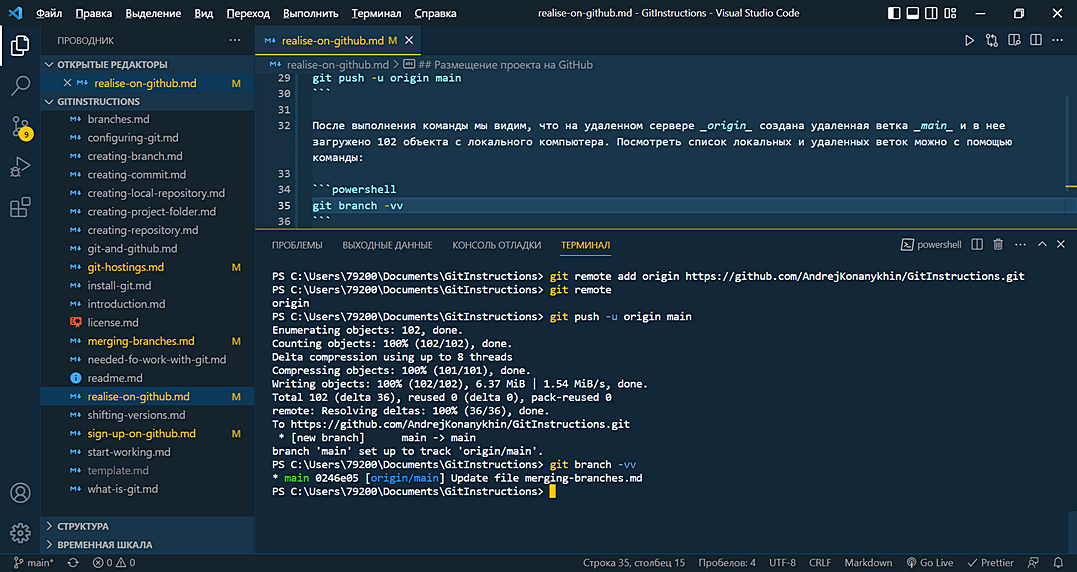 Файл Правка Выделение Вид Переход Выполнить Терминал Справка realise-on-github.md - GitInstructions - Visual Studio Code
ПРОВОДНИК ...
ОТКРЫТЫЕ РЕДАКТОРЫ
realise-on-github.md M
GITINSTRUCTIONS
branches.md
configuring-git.md
creating-branch.md
creating-commit.md
creating-local-repository.md
creating-project-folder.md
creating-repository.md
git-and-github.md
git-hostings.md M
install-git.md
introduction.md
license.md
merging-branches.md M
needed-fo-work-with-git.md
readme.md
realise-on-github.md M
shifting-versions.md
sign-up-on-github.md M
start-working.md
template.md
what-is-git.md
СТРУКТУРА
ВРЕМЕННАЯ ШКАЛА
9
realise-on-github.md M
realise-on-github.md > ## Размещение проекта на GitHub
29 git push -u origin main
30 ```
31
32 После выполнения команды мы видим, что на удаленном сервере _origin_ создана удаленная ветка _main_ и в нее
загружено 102 объекта с локального компьютера. Посмотреть список локальных и удаленных веток можно с помощью
команды:
33
34 ```powershell
35 git branch -vv
36 ```
ПРОБЛЕМЫ ВЫХОДНЫЕ ДАННЫЕ КОНСОЛЬ ОТЛАДКИ ТЕРМИНАЛ powershell
PS C:\Users\79200\Documents\GitInstructions> git remote add origin https://github.com/AndrejKonanykhin/GitInstructions.git
PS C:\Users\79200\Documents\GitInstructions> git remote
origin
PS C:\Users\79200\Documents\GitInstructions> git push -u origin main
Enumerating objects: 102, done.
Counting objects: 100% (102/102), done.
Delta compression using up to 8 threads
Compressing objects: 100% (101/101), done.
Writing objects: 100% (102/102), 6.37 MiB | 1.54 MiB/s, done.
Total 102 (delta 36), reused 0 (delta 0), pack-reused 0
remote: Resolving deltas: 100% (36/36), done.
To https://github.com/AndrejKonanykhin/GitInstructions.git
 * [new branch]      main -> main
branch 'main' set up to track 'origin/main'.
PS C:\Users\79200\Documents\GitInstructions> git branch -vv
* main 0246e05 [origin/main] Update file merging-branches.md
PS C:\Users\79200\Documents\GitInstructions>
main* 0 0 Строка 35, столбец 15 Пробелов: 4 UTF-8 CRLF Markdown Go Live Prettier